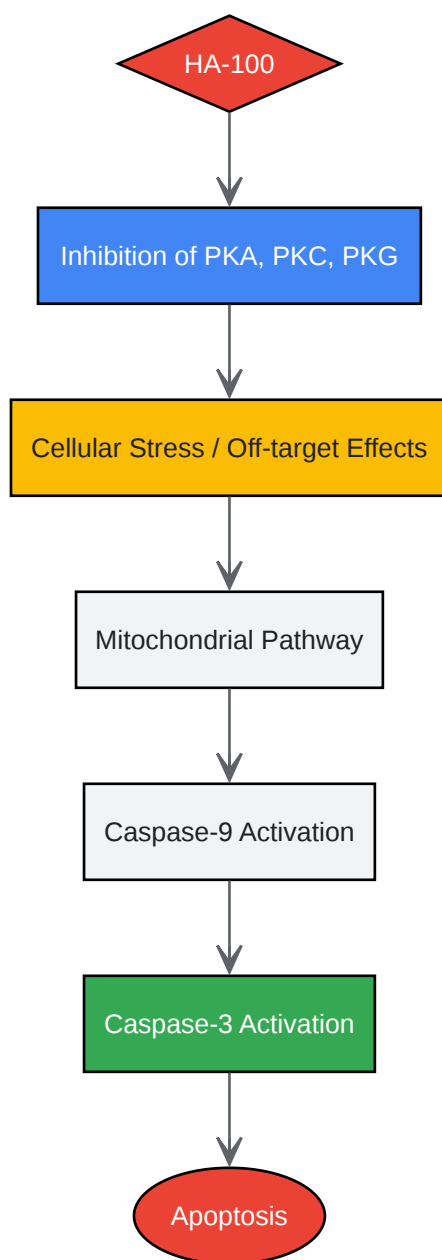 HA-100
Inhibition of PKA, PKC, PKG
Cellular Stress / Off-target Effects
Mitochondrial Pathway
Caspase-9 Activation
Caspase-3 Activation
Apoptosis